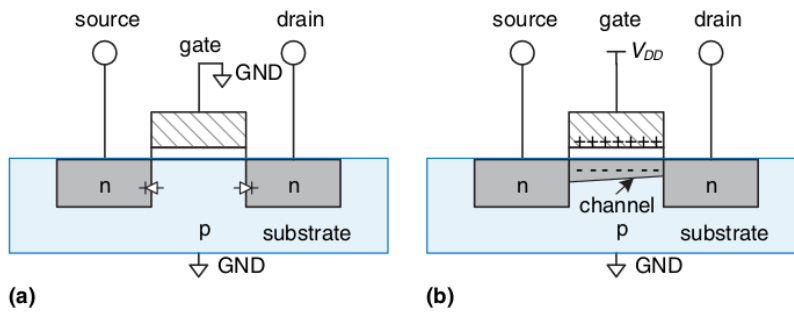 source
gate
drain
GND
n
n
p
substrate
GND
(a)
source
gate
drain
V_DD
+++++++
n
n
channel
p
substrate
GND
(b)